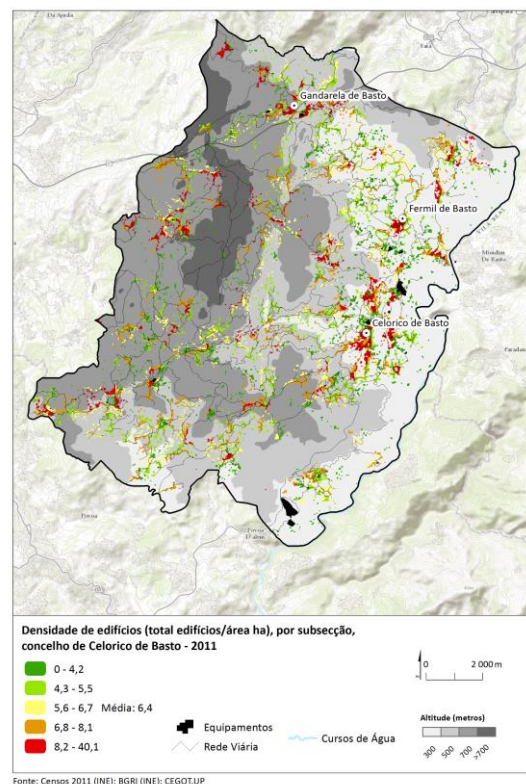 Gandarela de Basto
Fermil de Basto
Mondim
De Basto
Celorico de Basto
Densidade de edifícios (total edifícios/área ha), por subsecção,
concelho de Celorico de Basto - 2011
0 - 4,2
4,3 - 5,5
5,6 - 6,7 Média: 6,4
6,8 - 8,1
8,2 - 40,1
Equipamentos
Rede Viária
Cursos de Água
0 2 000 m
Altitude (metros)
300 500 700 >700
Fonte: Censos 2011 (INE); BGRI (INE); CEGOT.UP